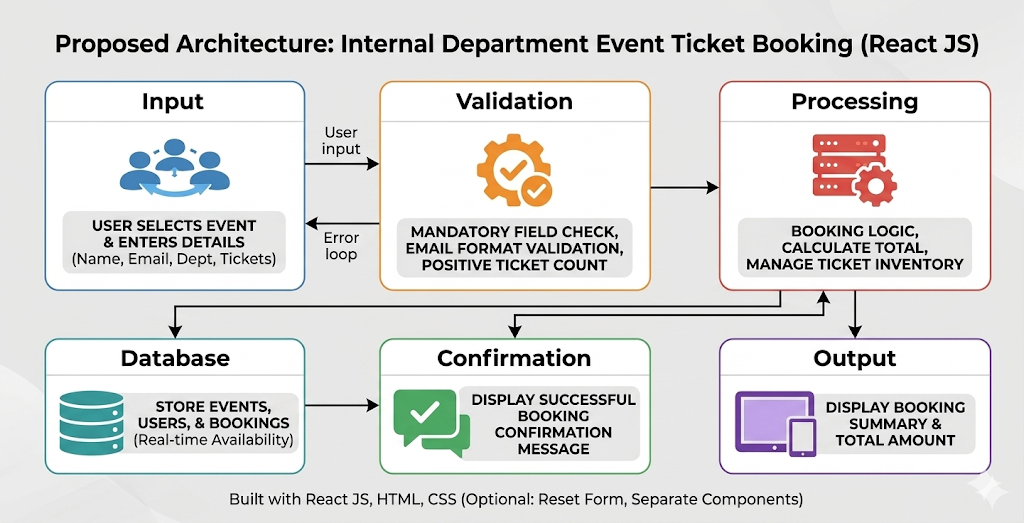 Proposed Architecture: Internal Department Event Ticket Booking (React JS)
Input
USER SELECTS EVENT
& ENTERS DETAILS
(Name, Email, Dept, Tickets)
User
input
Error
loop
Validation
MANDATORY FIELD CHECK,
EMAIL FORMAT VALIDATION,
POSITIVE TICKET COUNT
Processing
BOOKING LOGIC,
CALCULATE TOTAL,
MANAGE TICKET INVENTORY
Database
STORE EVENTS,
USERS, & BOOKINGS
(Real-time Availability)
Confirmation
DISPLAY SUCCESSFUL
BOOKING
CONFIRMATION
MESSAGE
Output
DISPLAY BOOKING
SUMMARY &
TOTAL AMOUNT
Built with React JS, HTML, CSS (Optional: Reset Form, Separate Components)